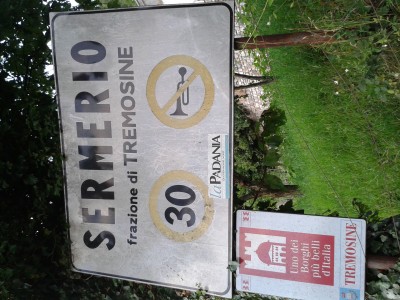 SERMERIO
frazione di TREMOSINE
30
la PADANIA
Uno dei
Borghi
più belli
d'Italia
TREMOSINE